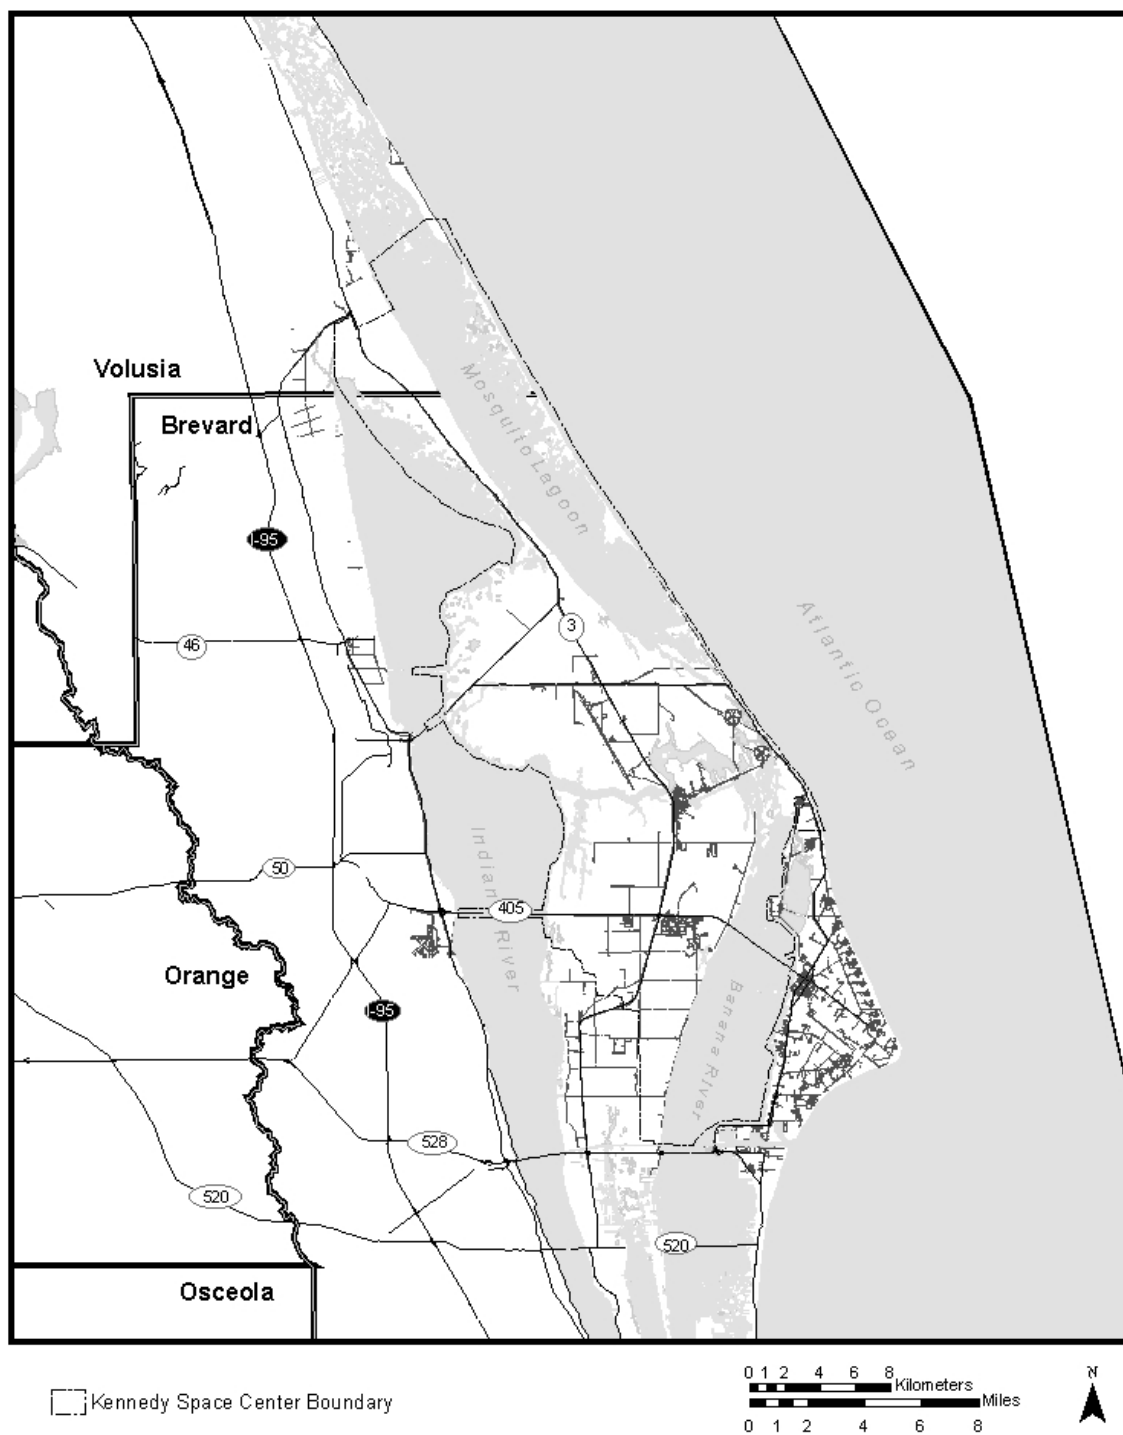 Volusia
Mosquito Lagoon
Brevard
I-95
Atlantic Ocean
3
46
Indian River
50
405
Orange
Banana River
I-95
528
520
520
Osceola
Kennedy Space Center Boundary
0 1 2 4 6 8
Kilometers
Miles
0 1 2 4 6 8
N